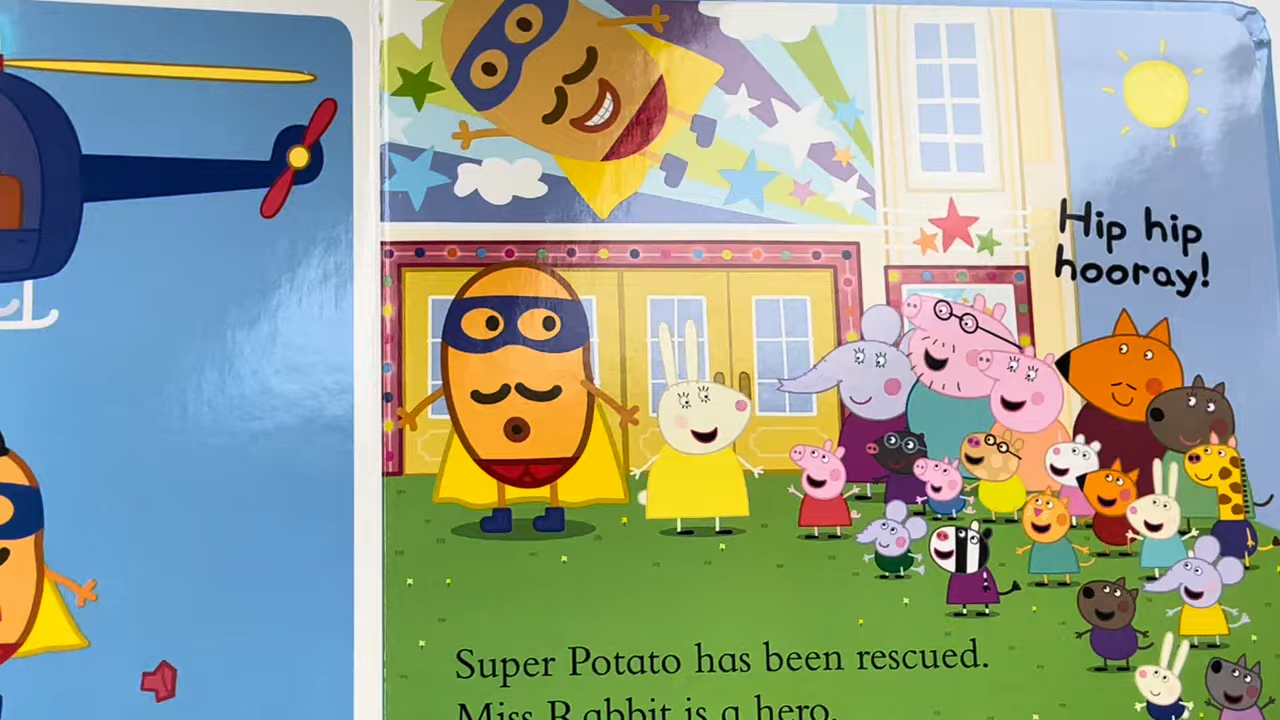 Hip hip
hooray!
Super Potato has been rescued.
Miss Rabbit is a hero.